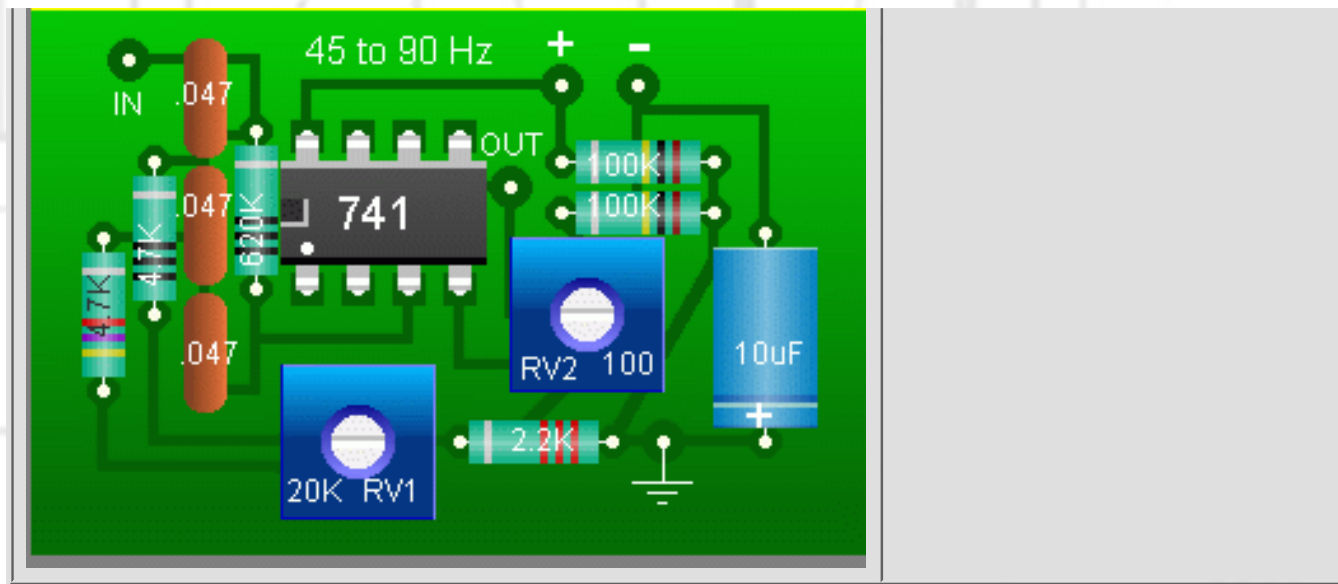 45 to 90 Hz
+ -
IN
.047
OUT
100K
100K
.047
741
620K
4.7K
4.7K
.047
RV2 100
10uF
+
2.2K
20K RV1